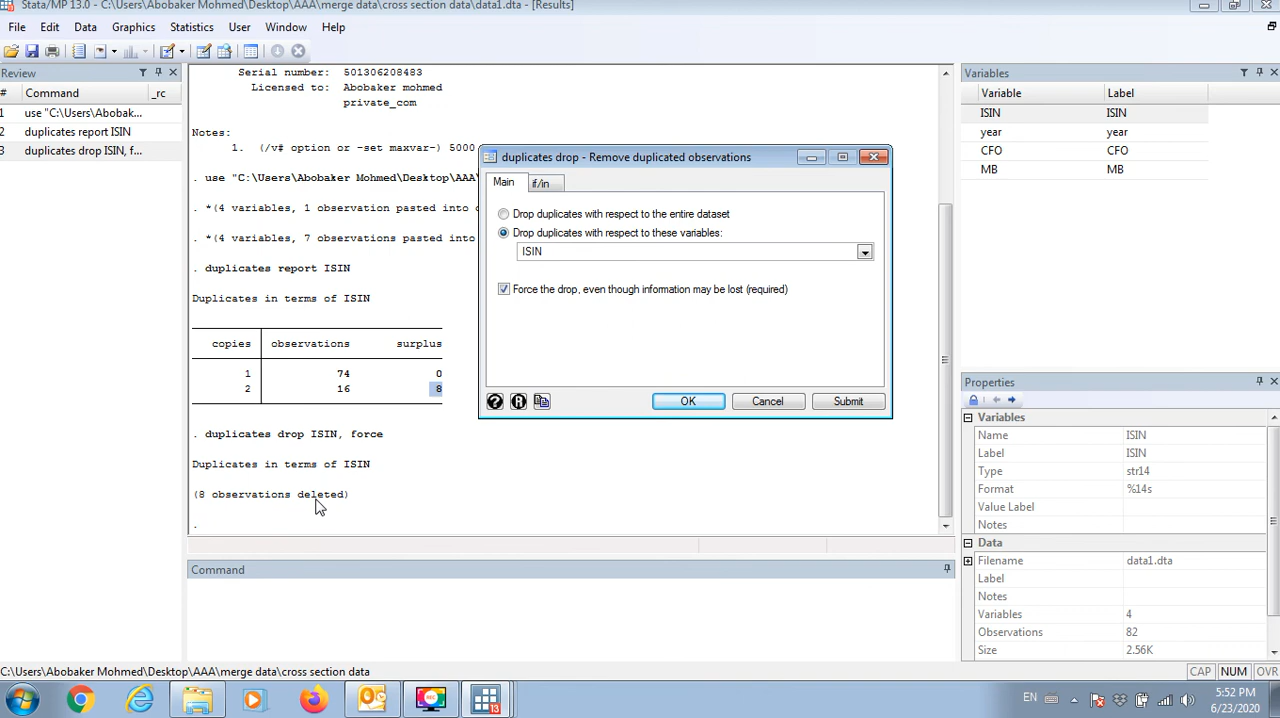 Stata/MP 13.0 - C:\Users\Abobaker Mohmed\Desktop\AAA\merge data\cross section data\data1.dta - [Results]
File Edit Data Graphics Statistics User Window Help
Review
# Command _rc
1 use "C:\Users\Abobak...
2 duplicates report ISIN
3 duplicates drop ISIN, f...
Serial number: 501306208483
Licensed to: Abobaker mohmed
private_com
Notes:
1. (/v# option or -set maxvar-) 5000
. use "C:\Users\Abobaker Mohmed\Desktop\AAA\
. *(4 variables, 1 observation pasted into
. *(4 variables, 7 observations pasted into
. duplicates report ISIN
Duplicates in terms of ISIN
copies observations surplus
1 74 0
2 16 8
. duplicates drop ISIN, force
Duplicates in terms of ISIN
(8 observations deleted)
.
Command
duplicates drop - Remove duplicated observations
Main if/in
Drop duplicates with respect to the entire dataset
Drop duplicates with respect to these variables:
ISIN
Force the drop, even though information may be lost (required)
OK Cancel Submit
Variables
Variable Label
ISIN ISIN
year year
CFO CFO
MB MB
Properties
Variables
Name ISIN
Label ISIN
Type str14
Format %14s
Value Label
Notes
Data
Filename data1.dta
Label
Notes
Variables 4
Observations 82
Size 2.56K
C:\Users\Abobaker Mohmed\Desktop\AAA\merge data\cross section data
CAP NUM OVR
13
EN
5:52 PM
6/23/2020